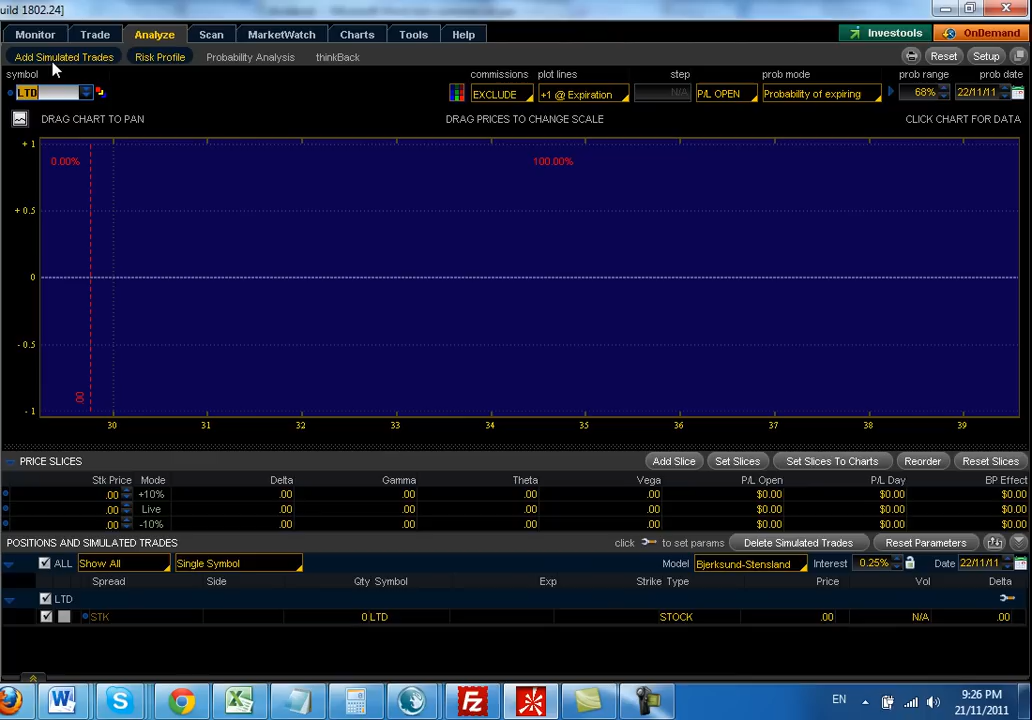 uild 1802.24]
Monitor Trade Analyze Scan MarketWatch Charts Tools Help Investools OnDemand
Add Simulated Trades Risk Profile Probability Analysis thinkBack Reset Setup
symbol commissions plot lines step prob mode prob range prob date
LTD EXCLUDE +1 @ Expiration N/A P/L OPEN Probability of expiring 68% 22/11/11
DRAG CHART TO PAN DRAG PRICES TO CHANGE SCALE CLICK CHART FOR DATA
+ 1
0.00% 100.00%
+ 0.5
0
- 0.5
.00
- 1
30 31 32 33 34 35 36 37 38 39
PRICE SLICES Add Slice Set Slices Set Slices To Charts Reorder Reset Slices
Stk Price Mode Delta Gamma Theta Vega P/L Open P/L Day BP Effect
.00 +10% .00 .00 .00 .00 $0.00 $0.00 $0.00
.00 Live .00 .00 .00 .00 $0.00 $0.00 $0.00
.00 -10% .00 .00 .00 .00 $0.00 $0.00 $0.00
POSITIONS AND SIMULATED TRADES click to set params Delete Simulated Trades Reset Parameters
ALL Show All Single Symbol Model Bjerksund-Stensland Interest 0.25% Date 22/11/11
Spread Side Qty Symbol Exp Strike Type Price Vol Delta
LTD
STK 0 LTD STOCK .00 N/A .00
EN 9:26 PM
21/11/2011